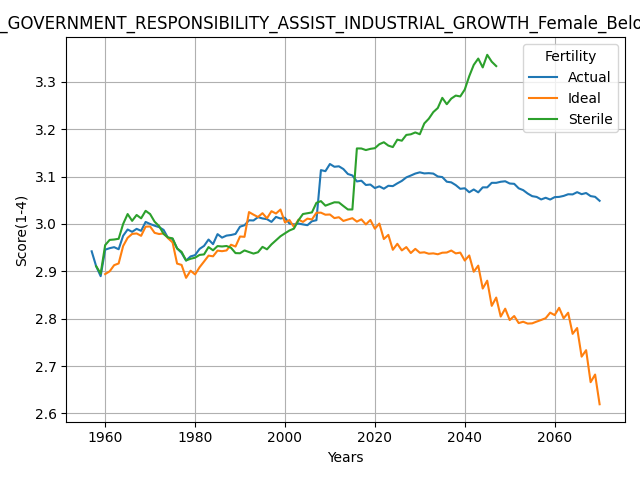 _GOVERNMENT_RESPONSIBILITY_ASSIST_INDUSTRIAL_GROWTH_Female_Belo
Fertility
Actual
Ideal
Sterile
Score(1-4)
3.3
3.2
3.1
3.0
2.9
2.8
2.7
2.6
1960 1980 2000 2020 2040 2060
Years